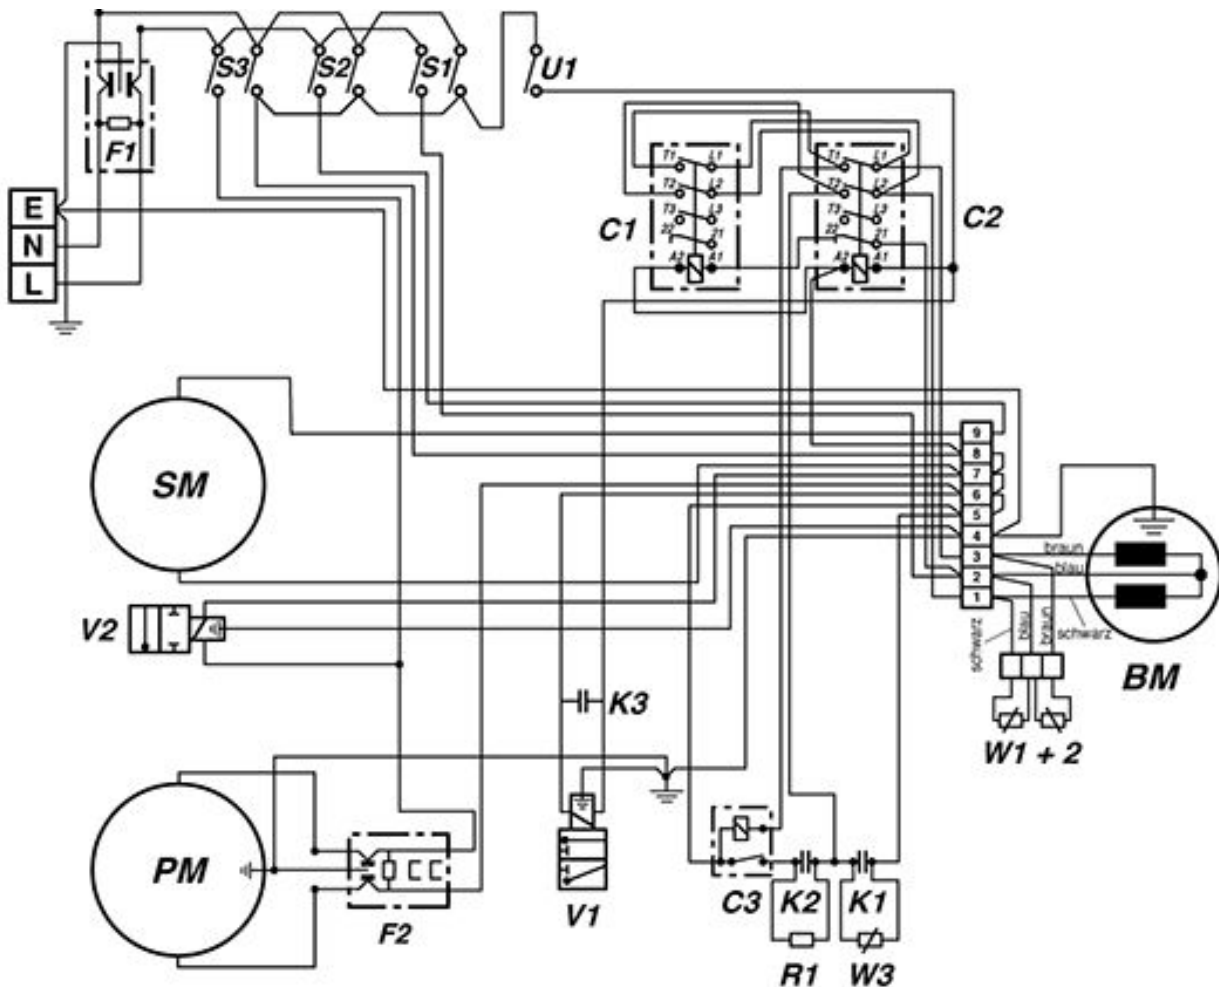 S3
S2
S1
U1
F1
E
N
L
C1
T1
L1
T2
L2
T3
L3
22
21
A2
A1
T1
L1
T2
L2
T3
L3
22
21
A2
A1
C2
SM
9
8
7
6
5
4
3
2
1
braun
blau
schwarz
schwarz
blau
braun
BM
W1 + 2
V2
K3
PM
F2
V1
C3
K2
K1
R1
W3